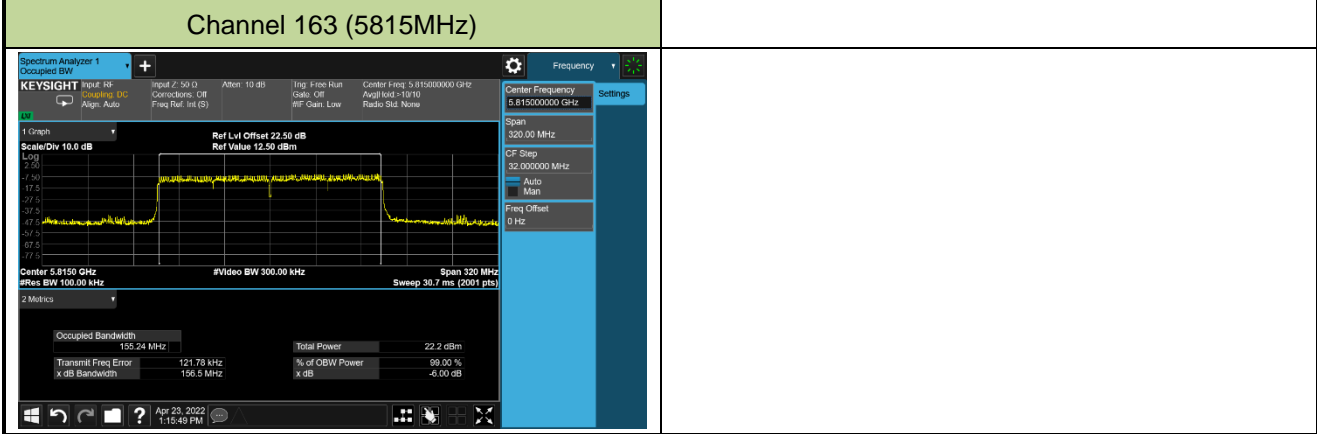 Channel 163 (5815MHz)
Spectrum Analyzer 1
Occupied BW
Frequency
KEYSIGHT
Input: RF
Coupling: DC
Align: Auto
Input Z: 50 Ω
Corrections: Off
Freq Ref: Int (S)
Atten: 10 dB
Trig: Free Run
Gate: Off
#IF Gain: Low
Center Freq: 5.815000000 GHz
Avg|Hold:>10/10
Radio Std: None
Center Frequency
5.815000000 GHz
Settings
Span
320.00 MHz
CF Step
32.000000 MHz
Auto
Man
Freq Offset
0 Hz
1 Graph
Scale/Div 10.0 dB
Ref Lvl Offset 22.50 dB
Ref Value 12.50 dBm
Log
2.50
-7.50
-17.5
-27.5
-37.5
-47.5
-57.5
-67.5
-77.5
Center 5.8150 GHz
#Res BW 100.00 kHz
#Video BW 300.00 kHz
Span 320 MHz
Sweep 30.7 ms (2001 pts)
2 Metrics
Occupied Bandwidth
155.24 MHz
Total Power 22.2 dBm
Transmit Freq Error 121.78 kHz
% of OBW Power 99.00 %
x dB Bandwidth 156.5 MHz
x dB -6.00 dB
Apr 23, 2022
1:15:49 PM